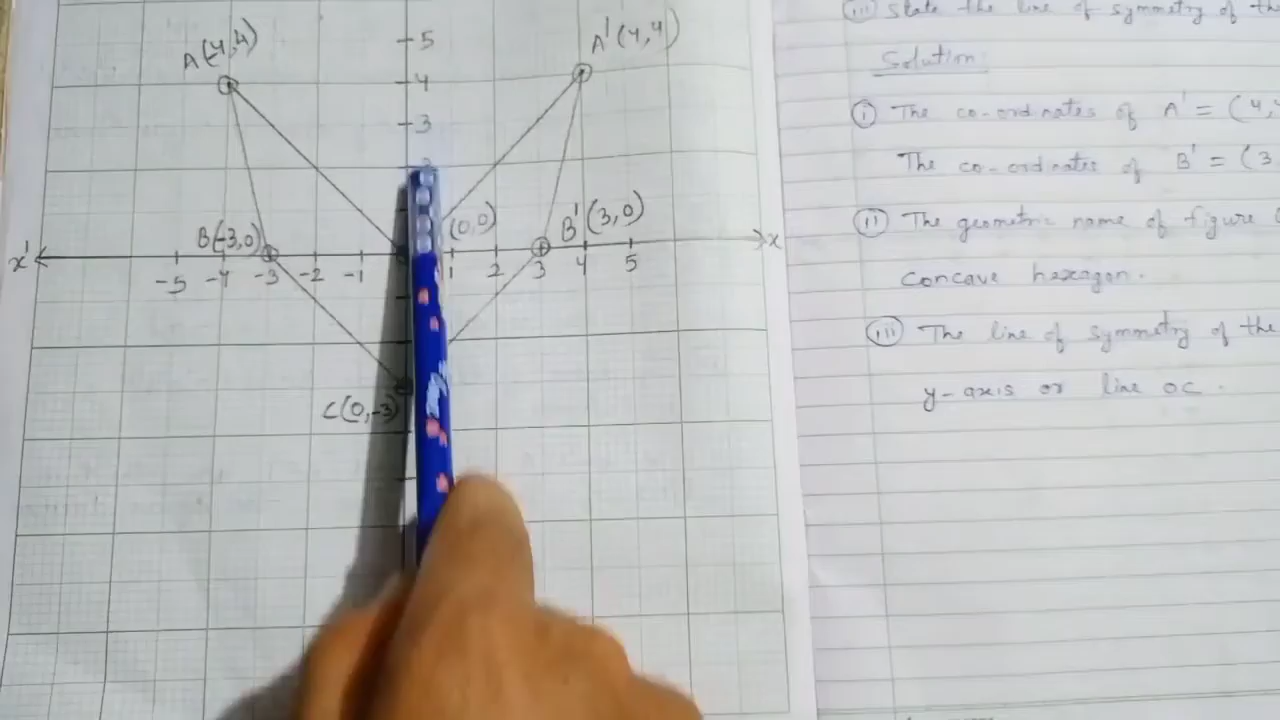 5
A(-4,4)
A'(4,4)
4
3
2
(0,0)
B'(3,0)
B(-3,0)
x'
x
-5 -4 -3 -2 -1 1 2 3 4 5
C(0,-3)
(iii) State the line of symmetry of the
Solution:
(i) The co-ordinates of A' = (4,
The co-ordinates of B' = (3
(ii) The geometric name of figure
concave hexagon.
(iii) The line of symmetry of the
y-axis or line OC.